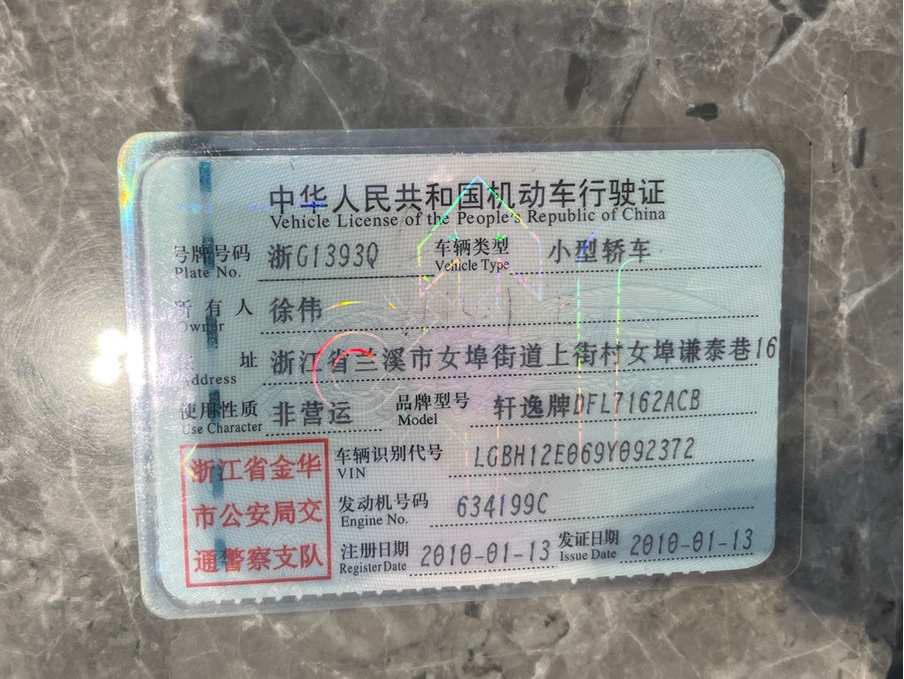 中华人民共和国机动车行驶证
Vehicle License of the People's Republic of China
号牌号码 浙G1393Q 车辆类型 小型轿车
Plate No. Vehicle Type
所有人 徐伟
Owner
址 浙江省兰溪市女埠街道上街村女埠谦泰巷16
Address
使用性质 非营运 品牌型号 轩逸牌DFL7162ACB
Use Character Model
浙江省金华
市公安局交
通警察支队
车辆识别代号 LGBH12E069Y092372
VIN
发动机号码 634199C
Engine No.
注册日期 2010-01-13 发证日期 2010-01-13
Register Date Issue Date